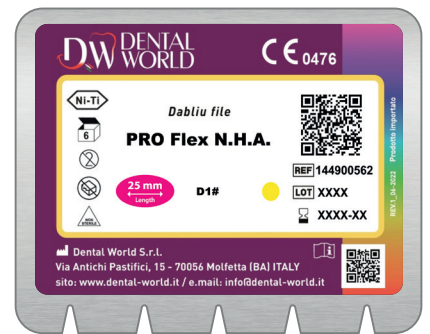 DW DENTAL WORLD
CE 0476
Ni-Ti
6
2
NON STERILE
Dabliu file
PRO Flex N.H.A.
25 mm
Length
D1#
REF 144900562
LOT XXXX
XXXX-XX
Prodotto importato
REV.1_06-2022
Dental World S.r.l.
Via Antichi Pastifici, 15 - 70056 Molfetta (BA) ITALY
sito: www.dental-world.it / e.mail: info@dental-world.it
i